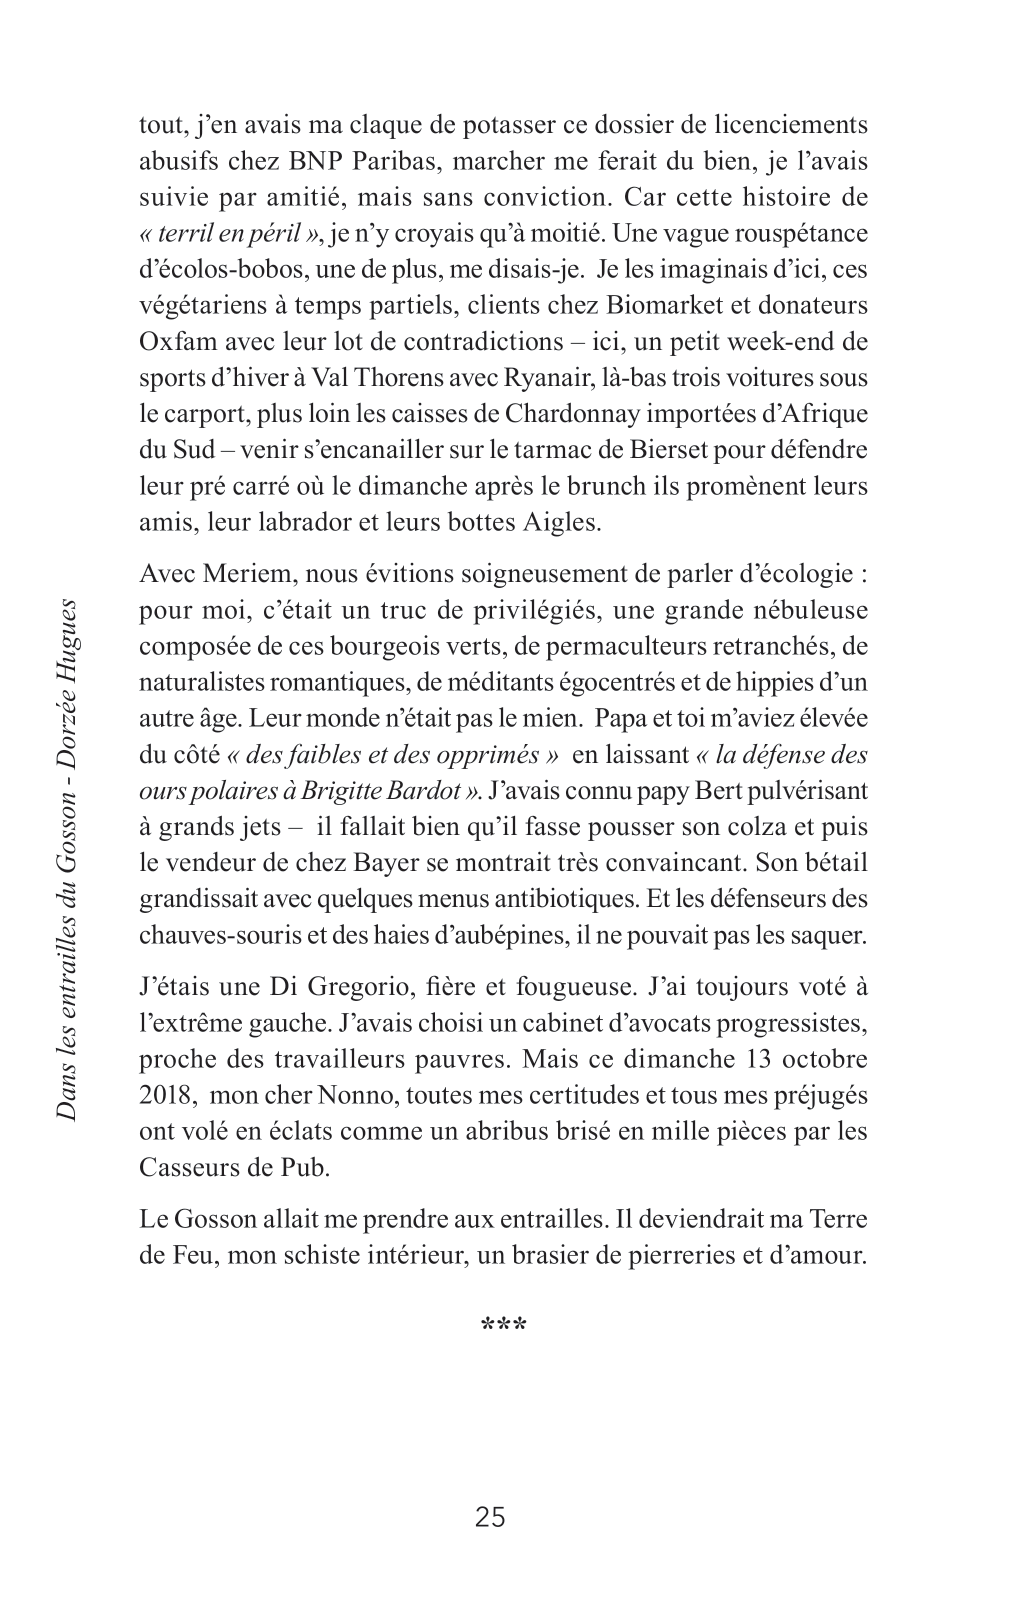 tout, j’en avais ma claque de potasser ce dossier de licenciements
abusifs chez BNP Paribas, marcher me ferait du bien, je l’avais
suivie par amitié, mais sans conviction. Car cette histoire de
« terril en péril », je n’y croyais qu’à moitié. Une vague rouspétance
d’écolos-bobos, une de plus, me disais-je.  Je les imaginais d’ici, ces
végétariens à temps partiels, clients chez Biomarket et donateurs
Oxfam avec leur lot de contradictions – ici, un petit week-end de
sports d’hiver à Val Thorens avec Ryanair, là-bas trois voitures sous
le carport, plus loin les caisses de Chardonnay importées d’Afrique
du Sud – venir s’encanailler sur le tarmac de Bierset pour défendre
leur pré carré où le dimanche après le brunch ils promènent leurs
amis, leur labrador et leurs bottes Aigles.
Avec Meriem, nous évitions soigneusement de parler d’écologie :
pour moi, c’était un truc de privilégiés, une grande nébuleuse
composée de ces bourgeois verts, de permaculteurs retranchés, de
naturalistes romantiques, de méditants égocentrés et de hippies d’un
autre âge. Leur monde n’était pas le mien.  Papa et toi m’aviez élevée
du côté « des faibles et des opprimés »  en laissant « la défense des
ours polaires à Brigitte Bardot ». J’avais connu papy Bert pulvérisant
à grands jets –  il fallait bien qu’il fasse pousser son colza et puis
le vendeur de chez Bayer se montrait très convaincant. Son bétail
grandissait avec quelques menus antibiotiques. Et les défenseurs des
chauves-souris et des haies d’aubépines, il ne pouvait pas les saquer.
J’étais une Di Gregorio, fière et fougueuse. J’ai toujours voté à
l’extrême gauche. J’avais choisi un cabinet d’avocats progressistes,
proche des travailleurs pauvres. Mais ce dimanche 13 octobre
2018,  mon cher Nonno, toutes mes certitudes et tous mes préjugés
ont volé en éclats comme un abribus brisé en mille pièces par les
Casseurs de Pub.
Le Gosson allait me prendre aux entrailles. Il deviendrait ma Terre
de Feu, mon schiste intérieur, un brasier de pierreries et d’amour.
***
25
Dans les entrailles du Gosson - Dorzée Hugues